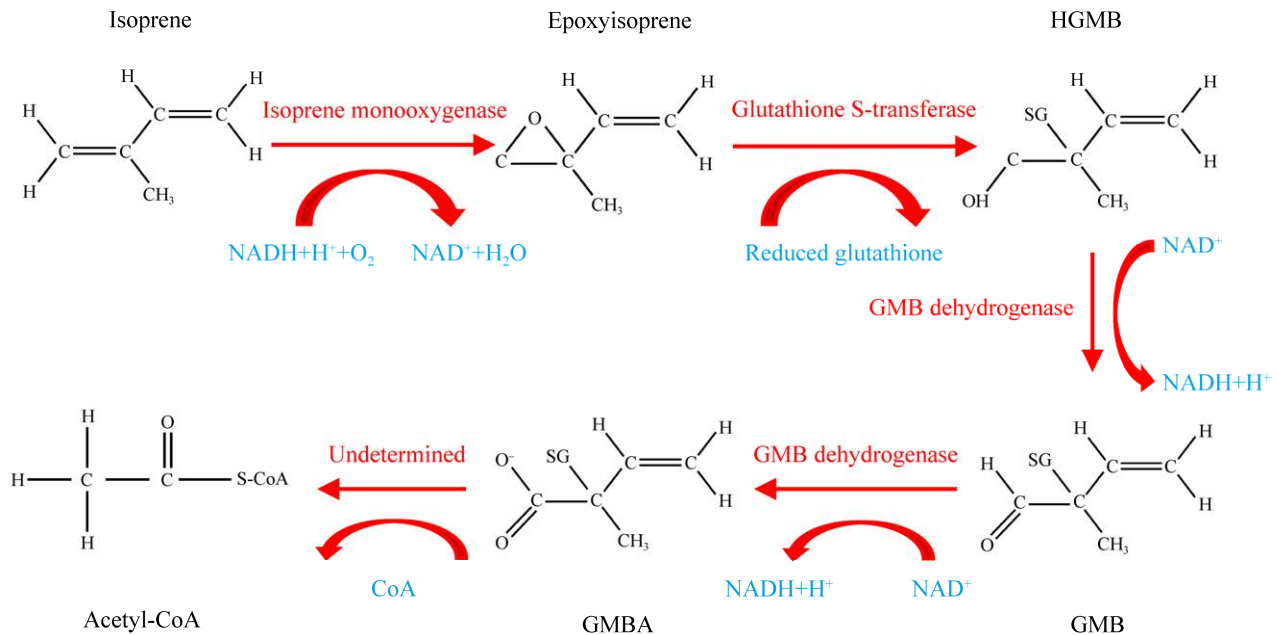 Isoprene
Epoxyisoprene
HGMB
H
H
C
C
H
H
C
C
H
CH₃
Isoprene monooxygenase
NADH+H⁺+O₂
NAD⁺+H₂O
H
H
O
C
C
C
C
H
CH₃
Glutathione S-transferase
Reduced glutathione
H
H
SG
C
C
C
C
H
OH
CH₃
NAD⁺
GMB dehydrogenase
NADH+H⁺
H
O
H
C
C
S-CoA
H
Undetermined
CoA
H
H
O⁻
SG
C
C
C
C
H
O
CH₃
GMB dehydrogenase
NADH+H⁺
NAD⁺
H
H
H
SG
C
C
C
C
H
O
CH₃
Acetyl-CoA
GMBA
GMB